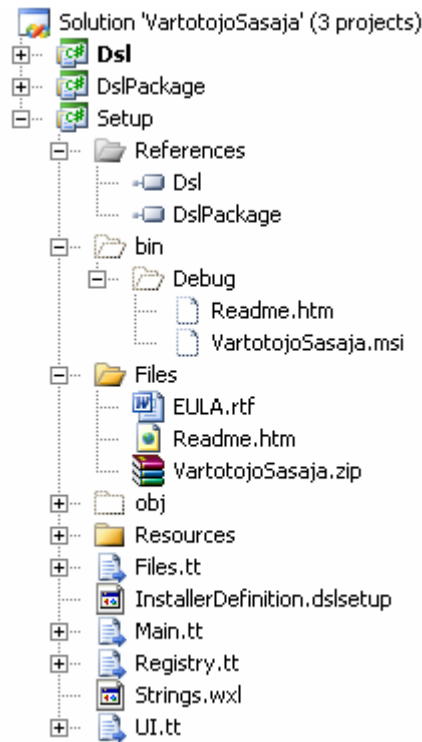 Solution 'VartotojoSasaja' (3 projects)
Dsl
DslPackage
Setup
References
Dsl
DslPackage
bin
Debug
Readme.htm
VartotojoSasaja.msi
Files
EULA.rtf
Readme.htm
VartotojoSasaja.zip
obj
Resources
Files.tt
InstallerDefinition.dslsetup
Main.tt
Registry.tt
Strings.wxl
UI.tt